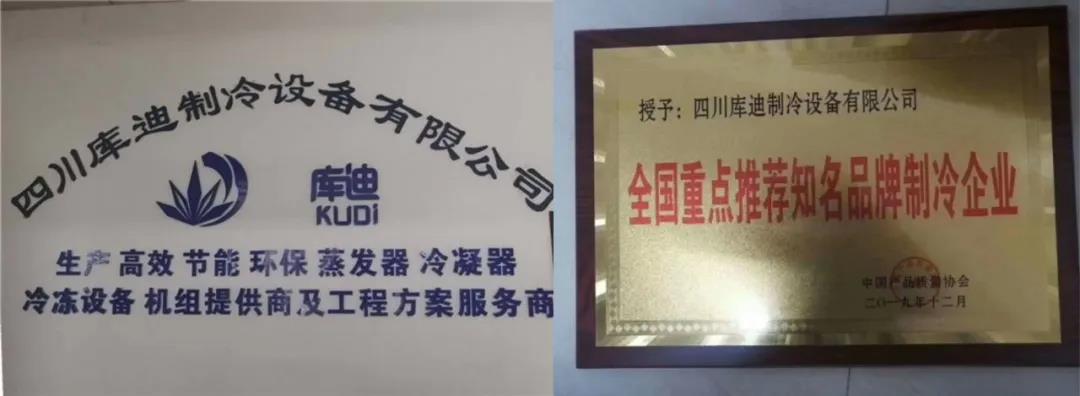 四川库迪制冷设备有限公司
库迪
KUDi
生产 高效 节能 环保 蒸发器 冷凝器
冷冻设备 机组提供商及工程方案服务商
授予：四川库迪制冷设备有限公司
全国重点推荐知名品牌制冷企业
中国产品质量协会
二〇一九年十二月